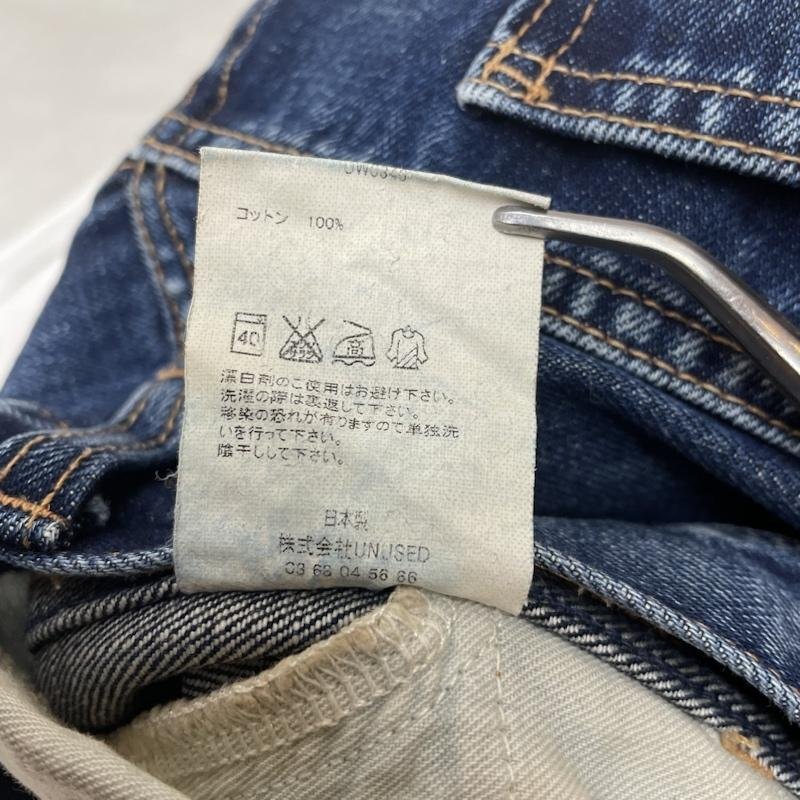 コットン 100%
40 高
漂白剤のご使用はお避け下さい。
洗濯の際は裏返して下さい。
移染の恐れが有りますので単独洗
いを行って下さい。
陰干しして下さい。
日本製
株式会社UNUSED
03 68 04 56 66